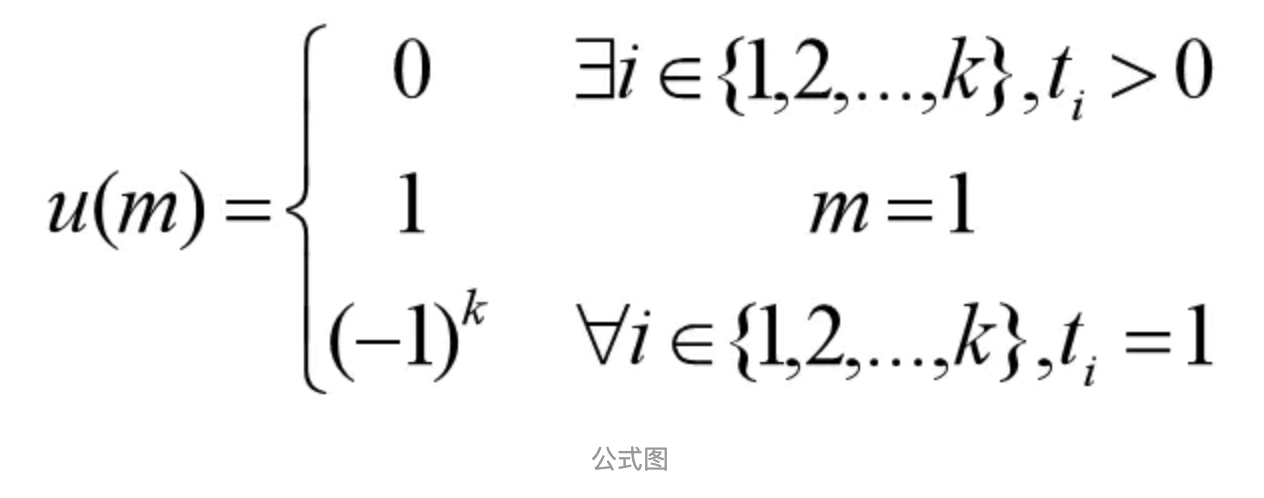 0 ∃i ∈ {1,2,...,k}, t_i > 0
u(m) = { 1 m = 1
(−1)^k ∀i ∈ {1,2,...,k}, t_i = 1
公式图